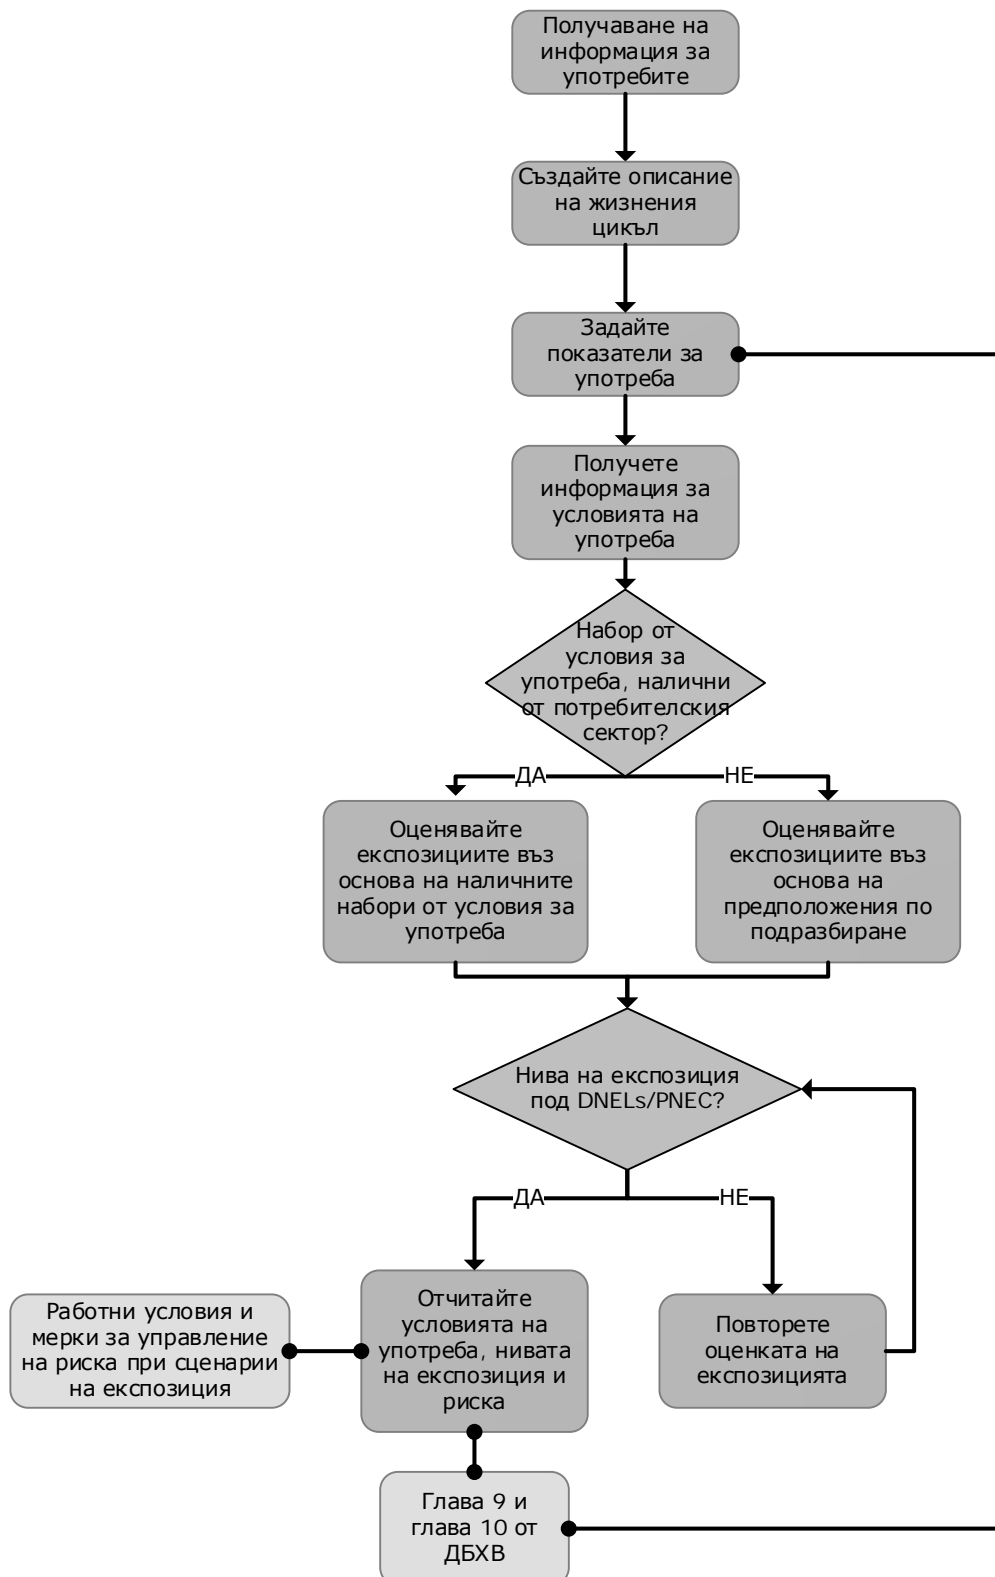 Получаване на
информация за
употребите
Създайте описание
на жизнения
цикъл
Задайте
показатели за
употреба
Получете
информация за
условията на
употреба
Набор от
условия за
употреба, налични
от потребителския
сектор?
ДА
НЕ
Оценявайте
експозициите въз
основа на наличните
набори от условия за
употреба
Оценявайте
експозициите въз
основа на
предположения по
подразбиране
Нива на експозиция
под DNELs/PNEC?
ДА
НЕ
Работни условия и
мерки за управление
на риска при сценарии
на експозиция
Отчитайте
условията на
употреба, нивата
на експозиция и
риска
Повторете
оценката на
експозицията
Глава 9 и
глава 10 от
ДБХВ